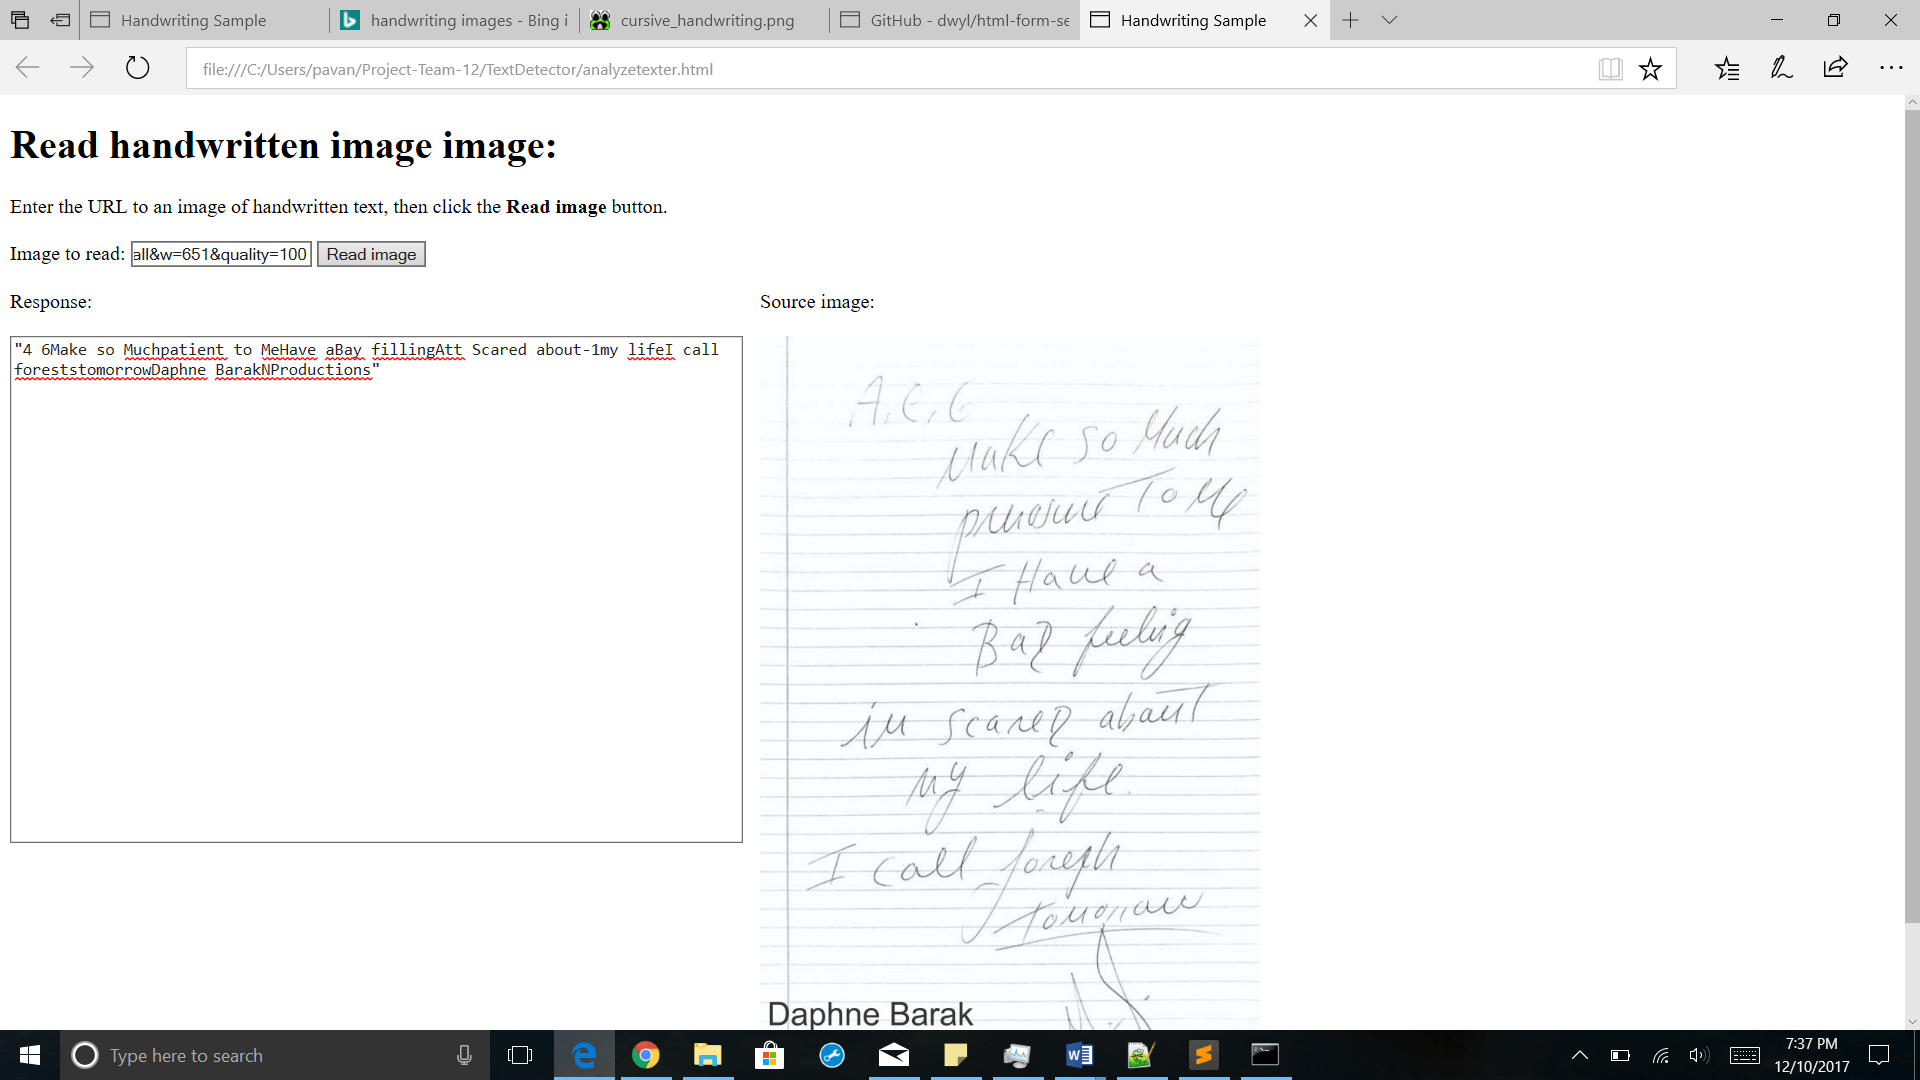 Handwriting Sample
handwriting images - Bing i
cursive_handwriting.png
GitHub - dwyl/html-form-se
Handwriting Sample
file:///C:/Users/pavan/Project-Team-12/TextDetector/analyzetexter.html
Read handwritten image image:
Enter the URL to an image of handwritten text, then click the Read image button.
Image to read: all&w=651&quality=100 Read image
Response:
Source image:
"4 6Make so Muchpatient to MeHave aBay fillingAtt Scared about-1my lifeI call
foreststomorrowDaphne BarakNProductions"
Make so Much
To Me
I Have a
BaD feeling
im scareD about
my life.
I call Joseph
tomorrow
Daphne Barak
Type here to search
7:37 PM
12/10/2017